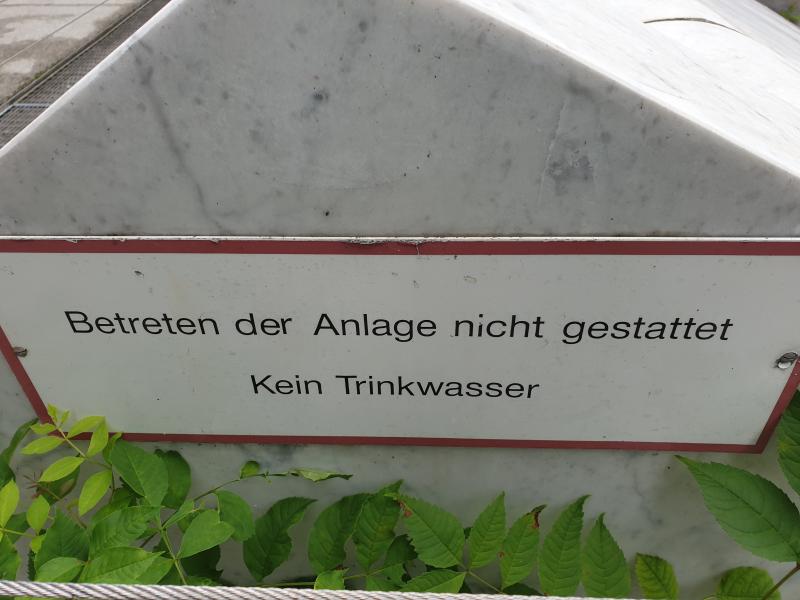 Betreten der Anlage nicht gestattet
Kein Trinkwasser